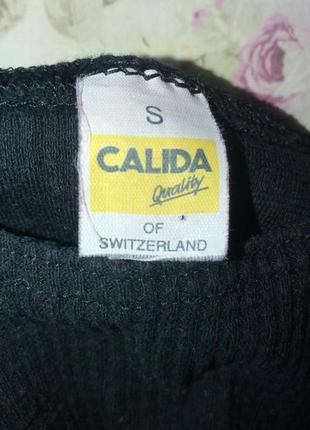 S
CALIDA
Quality
OF
SWITZERLAND